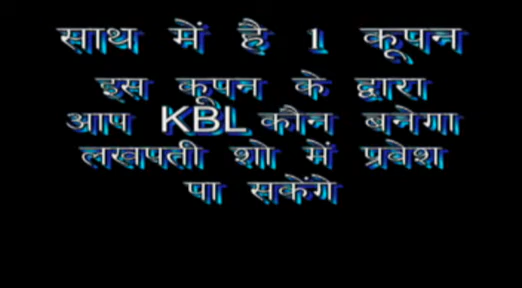 साथ में है 1 कूपन
इस कूपन के द्वारा
आप KBL कौन बनेगा
लखपती शो में प्रवेश
पा सकेंगे